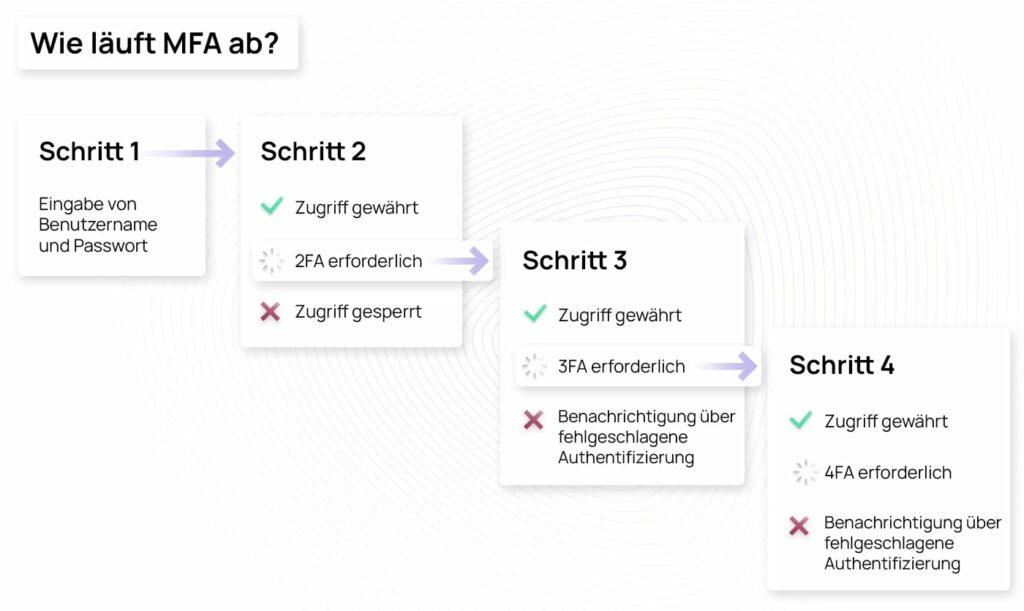 Wie läuft MFA ab?
Schritt 1
Eingabe von
Benutzername
und Passwort
Schritt 2
Zugriff gewährt
2FA erforderlich
Zugriff gesperrt
Schritt 3
Zugriff gewährt
3FA erforderlich
Benachrichtigung über
fehlgeschlagene
Authentifizierung
Schritt 4
Zugriff gewährt
4FA erforderlich
Benachrichtigung über
fehlgeschlagene
Authentifizierung